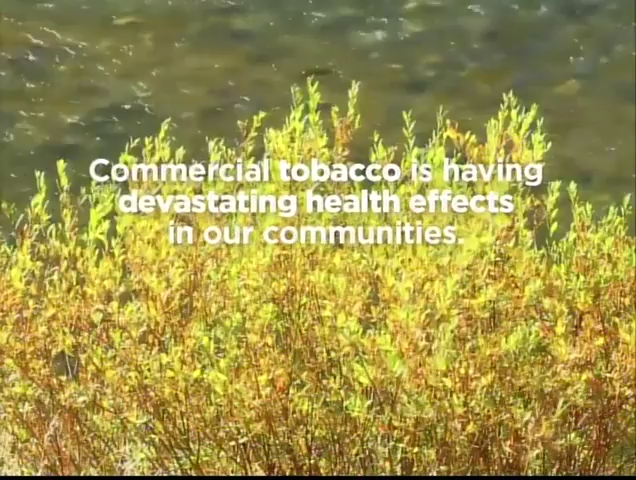 Commercial tobacco is having
devastating health effects
in our communities.